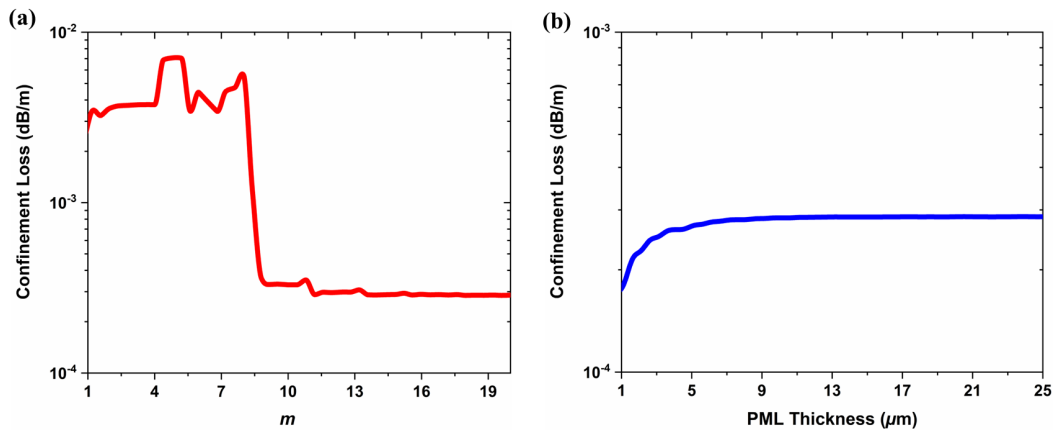 (a)
10⁻²
10⁻³
10⁻⁴
Confinement Loss (dB/m)
1 4 7 10 13 16 19
m
(b)
10⁻³
10⁻⁴
Confinement Loss (dB/m)
1 5 9 13 17 21 25
PML Thickness (µm)